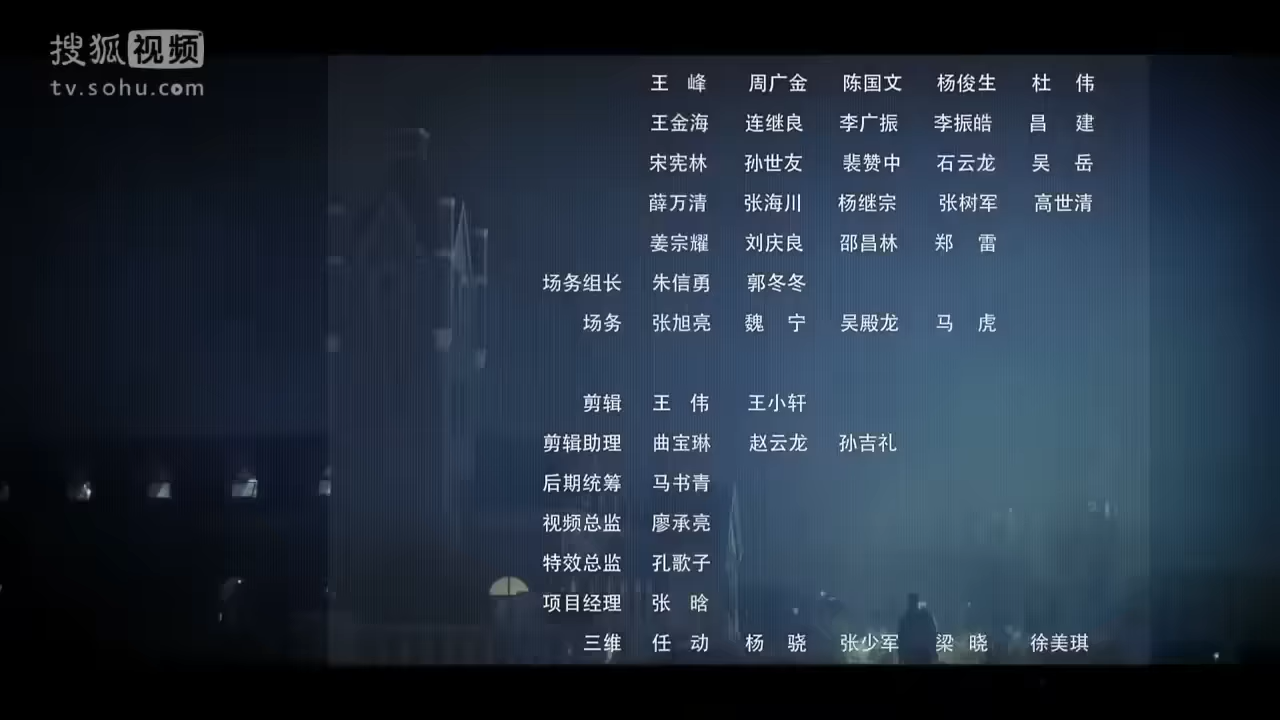 搜狐视频
tv.sohu.com
王 峰 周广金 陈国文 杨俊生 杜 伟
王金海 连继良 李广振 李振皓 昌 建
宋宪林 孙世友 裴赞中 石云龙 吴 岳
薛万清 张海川 杨继宗 张树军 高世清
姜宗耀 刘庆良 邵昌林 郑 雷
场务组长 朱信勇 郭冬冬
场务 张旭亮 魏 宁 吴殿龙 马 虎
剪辑 王 伟 王小轩
剪辑助理 曲宝琳 赵云龙 孙吉礼
后期统筹 马书青
视频总监 廖承亮
特效总监 孔歌子
项目经理 张 晗
三维 任 动 杨 骁 张少军 梁 晓 徐美琪